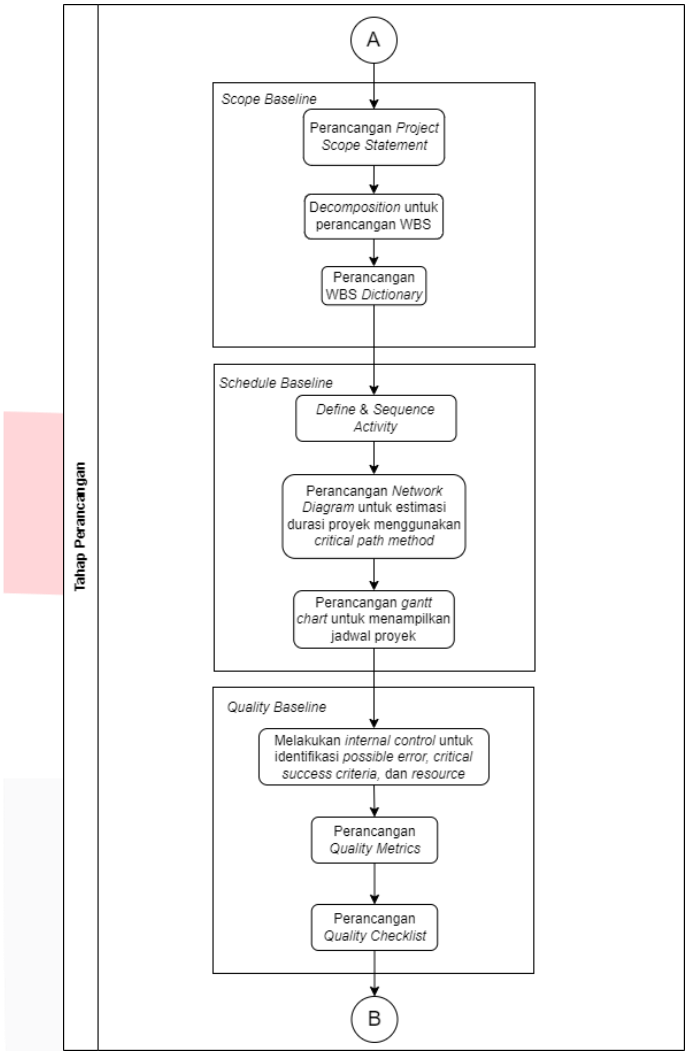 A
Scope Baseline
Perancangan Project
Scope Statement
Decomposition untuk
perancangan WBS
Perancangan
WBS Dictionary
Schedule Baseline
Define & Sequence
Activity
Perancangan Network
Diagram untuk estimasi
durasi proyek menggunakan
critical path method
Perancangan gantt
chart untuk menampilkan
jadwal proyek
Tahap Perancangan
Quality Baseline
Melakukan internal control untuk
identifikasi possible error, critical
success criteria, dan resource
Perancangan
Quality Metrics
Perancangan
Quality Checklist
B